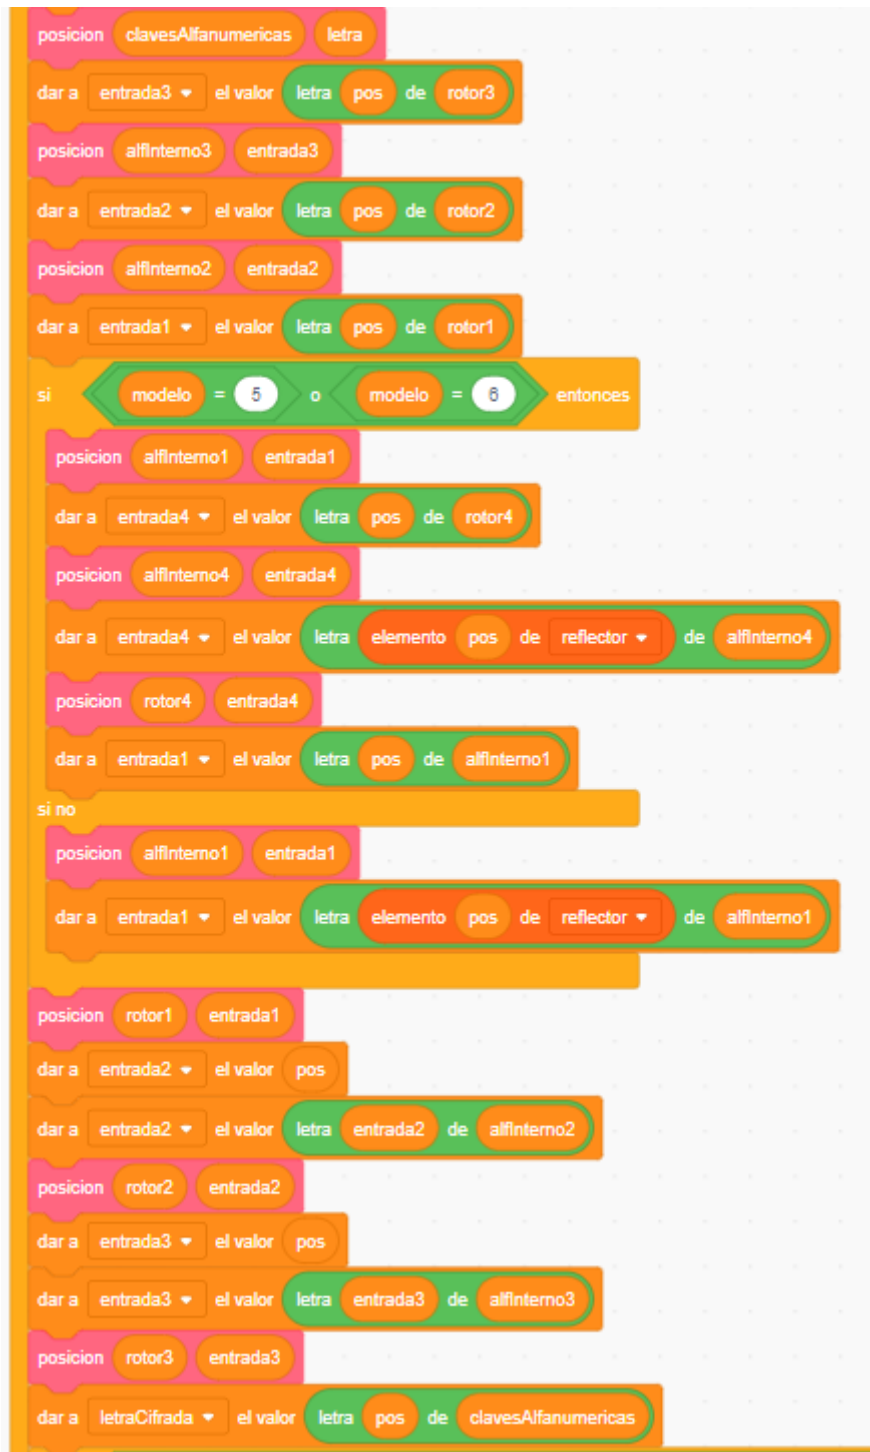 posicion clavesAlfanumericas letra
dar a entrada3 el valor letra pos de rotor3
posicion alfInterno3 entrada3
dar a entrada2 el valor letra pos de rotor2
posicion alfInterno2 entrada2
dar a entrada1 el valor letra pos de rotor1
si modelo = 5 o modelo = 6 entonces
posicion alfInterno1 entrada1
dar a entrada4 el valor letra pos de rotor4
posicion alfInterno4 entrada4
dar a entrada4 el valor letra elemento pos de reflector de alfInterno4
posicion rotor4 entrada4
dar a entrada1 el valor letra pos de alfInterno1
si no
posicion alfInterno1 entrada1
dar a entrada1 el valor letra elemento pos de reflector de alfInterno1
posicion rotor1 entrada1
dar a entrada2 el valor pos
dar a entrada2 el valor letra entrada2 de alfInterno2
posicion rotor2 entrada2
dar a entrada3 el valor pos
dar a entrada3 el valor letra entrada3 de alfInterno3
posicion rotor3 entrada3
dar a letraCifrada el valor letra pos de clavesAlfanumericas